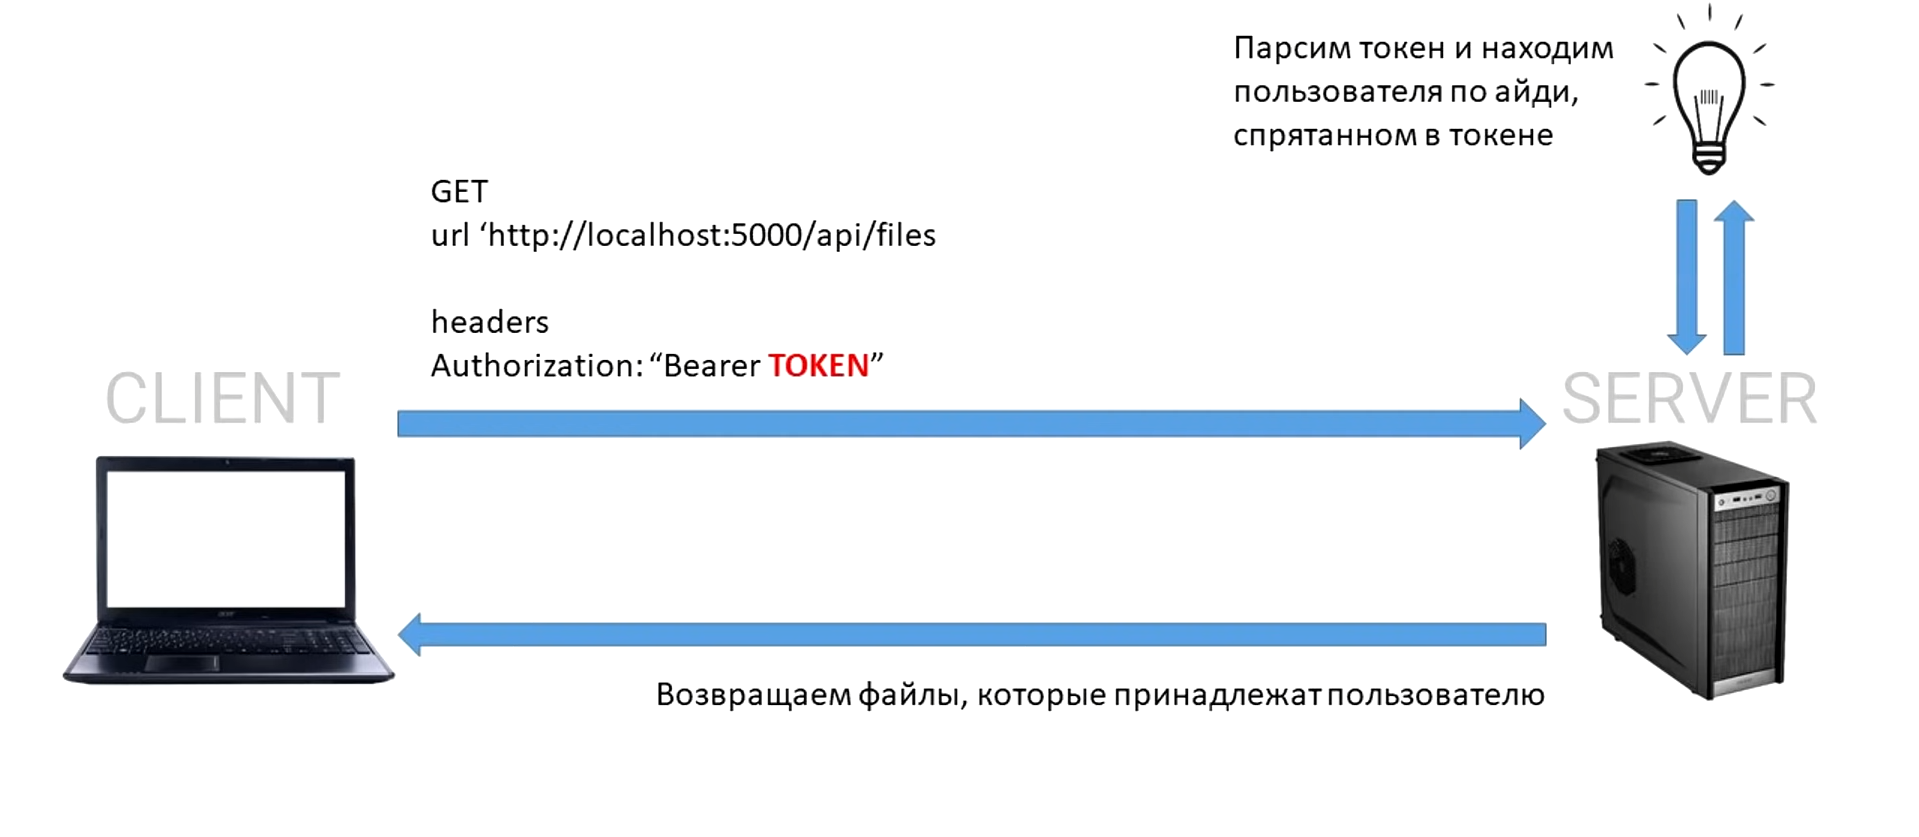 Парсим токен и находим
пользователя по айди,
спрятанном в токене
GET
url ‘http://localhost:5000/api/files
headers
Authorization: “Bearer TOKEN”
CLIENT
SERVER
Возвращаем файлы, которые принадлежат пользователю